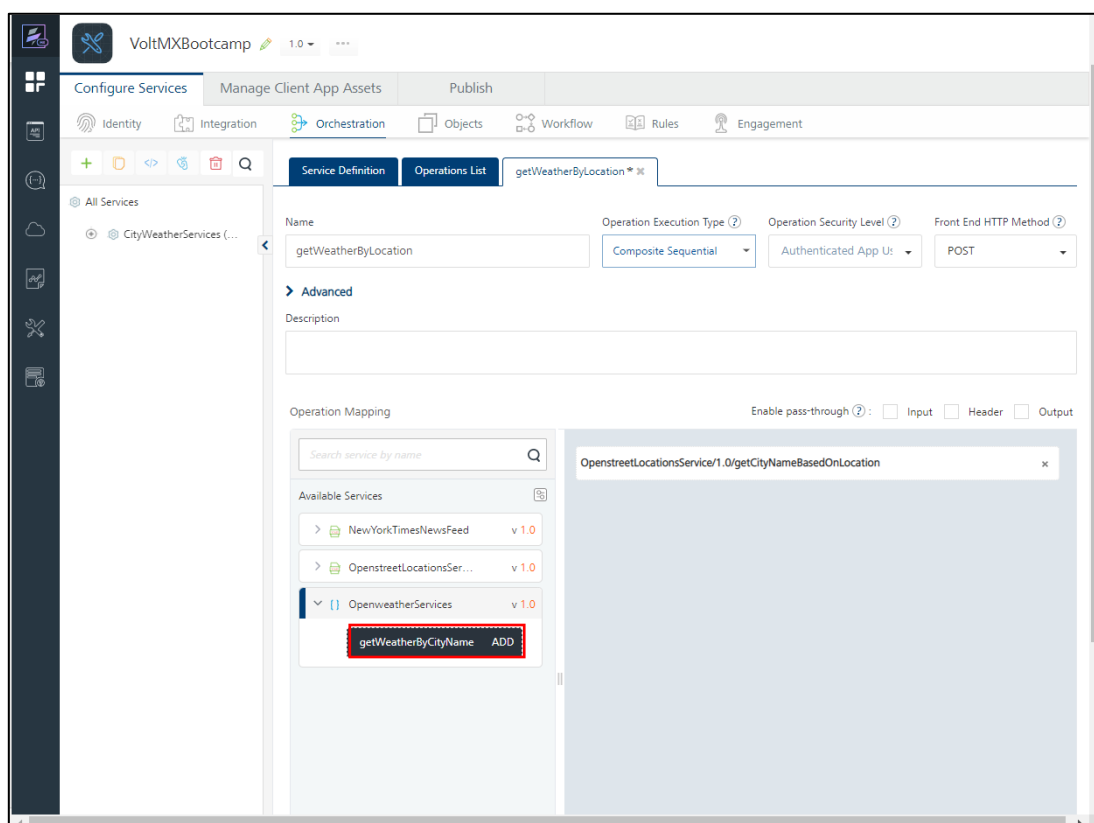 VoltMXBootcamp 1.0
Configure Services Manage Client App Assets Publish
Identity Integration Orchestration Objects Workflow Rules Engagement
Service Definition Operations List getWeatherByLocation *
All Services
CityWeatherServices (...
Name Operation Execution Type ? Operation Security Level ? Front End HTTP Method ?
getWeatherByLocation Composite Sequential Authenticated App Us POST
Advanced
Description
Operation Mapping Enable pass-through ? : Input Header Output
Search service by name
OpenstreetLocationsService/1.0/getCityNameBasedOnLocation
Available Services
NewYorkTimesNewsFeed v 1.0
OpenstreetLocationsSer... v 1.0
OpenweatherServices v 1.0
getWeatherByCityName ADD